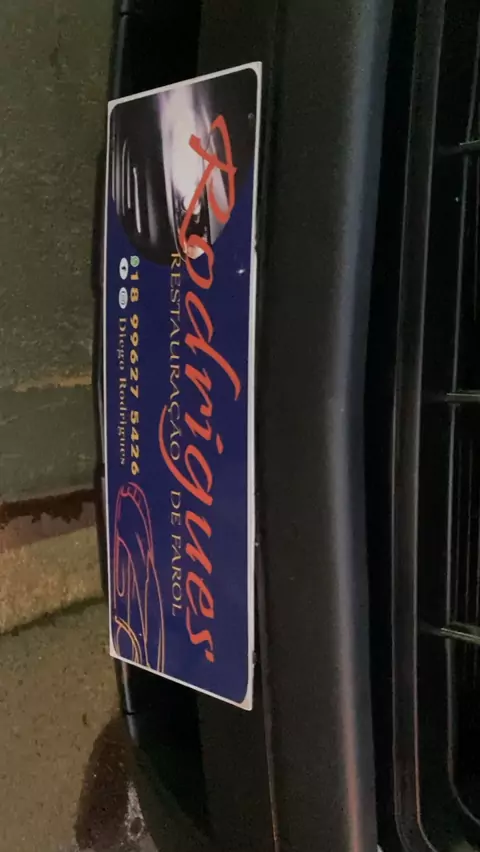 Rodrigues
RESTAURAÇÃO DE FAROL
18 99627 5426
Diego Rodrigues